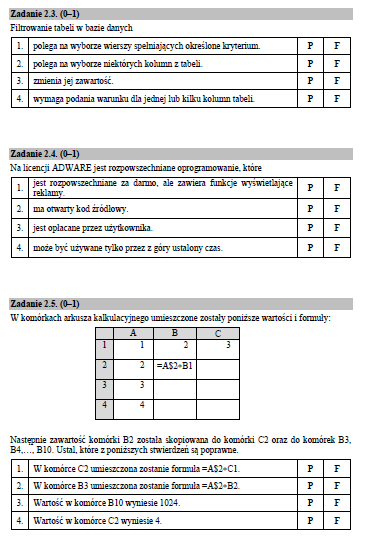 Zadanie 2.3. (0–1)
Filtrowanie tabeli w bazie danych
1. polega na wyborze wierszy spełniających określone kryterium. P F
2. polega na wyborze niektórych kolumn z tabeli. P F
3. zmienia jej zawartość. P F
4. wymaga podania warunku dla jednej lub kilku kolumn tabeli. P F
Zadanie 2.4. (0–1)
Na licencji ADWARE jest rozpowszechniane oprogramowanie, które
1. jest rozpowszechniane za darmo, ale zawiera funkcje wyświetlające
reklamy. P F
2. ma otwarty kod źródłowy. P F
3. jest opłacane przez użytkownika. P F
4. może być używane tylko przez z góry ustalony czas. P F
Zadanie 2.5. (0–1)
W komórkach arkusza kalkulacyjnego umieszczone zostały poniższe wartości i formuły:
A B C
1 1 2 3
2 2 =A$2*B1
3 3
4 4
Następnie zawartość komórki B2 została skopiowana do komórki C2 oraz do komórek B3,
B4,…, B10. Ustal, które z poniższych stwierdzeń są poprawne.
1. W komórce C2 umieszczona zostanie formuła =A$2*C1. P F
2. W komórce B3 umieszczona zostanie formuła =A$2*B2. P F
3. Wartość w komórce B10 wyniesie 1024. P F
4. Wartość w komórce C2 wyniesie 4. P F